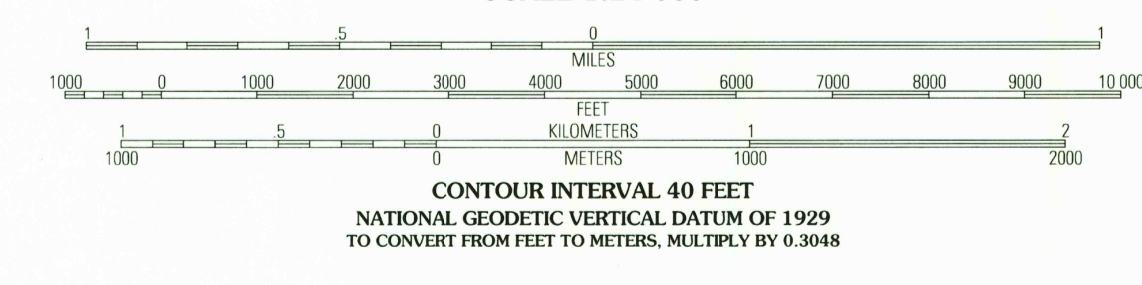 1 .5 0 1
MILES
1000 0 1000 2000 3000 4000 5000 6000 7000 8000 9000 10 000
FEET
1 .5 0 KILOMETERS 1 2
1000 0 METERS 1000 2000
CONTOUR INTERVAL 40 FEET
NATIONAL GEODETIC VERTICAL DATUM OF 1929
TO CONVERT FROM FEET TO METERS, MULTIPLY BY 0.3048